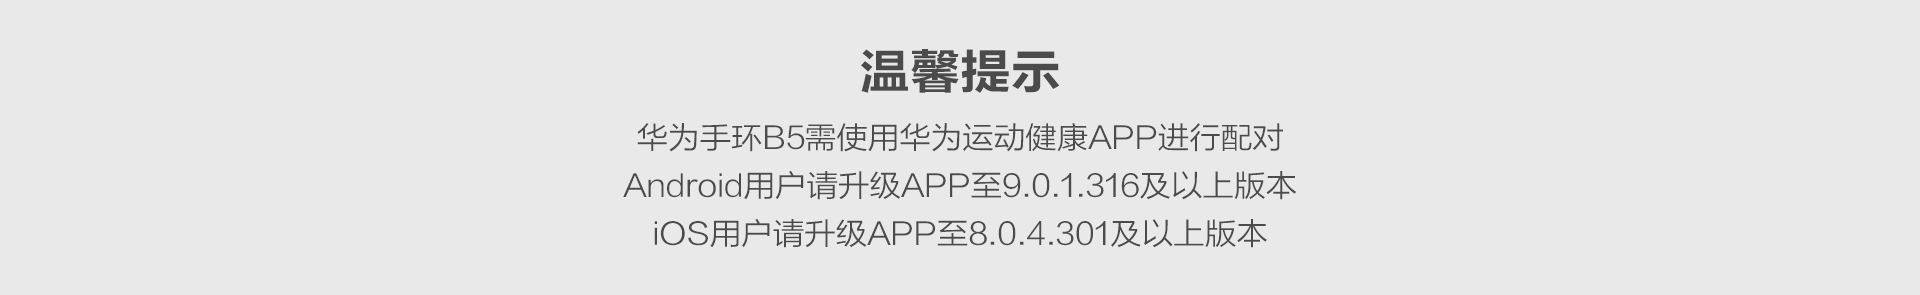 温馨提示
华为手环B5需使用华为运动健康APP进行配对
Android用户请升级APP至9.0.1.316及以上版本
iOS用户请升级APP至8.0.4.301及以上版本